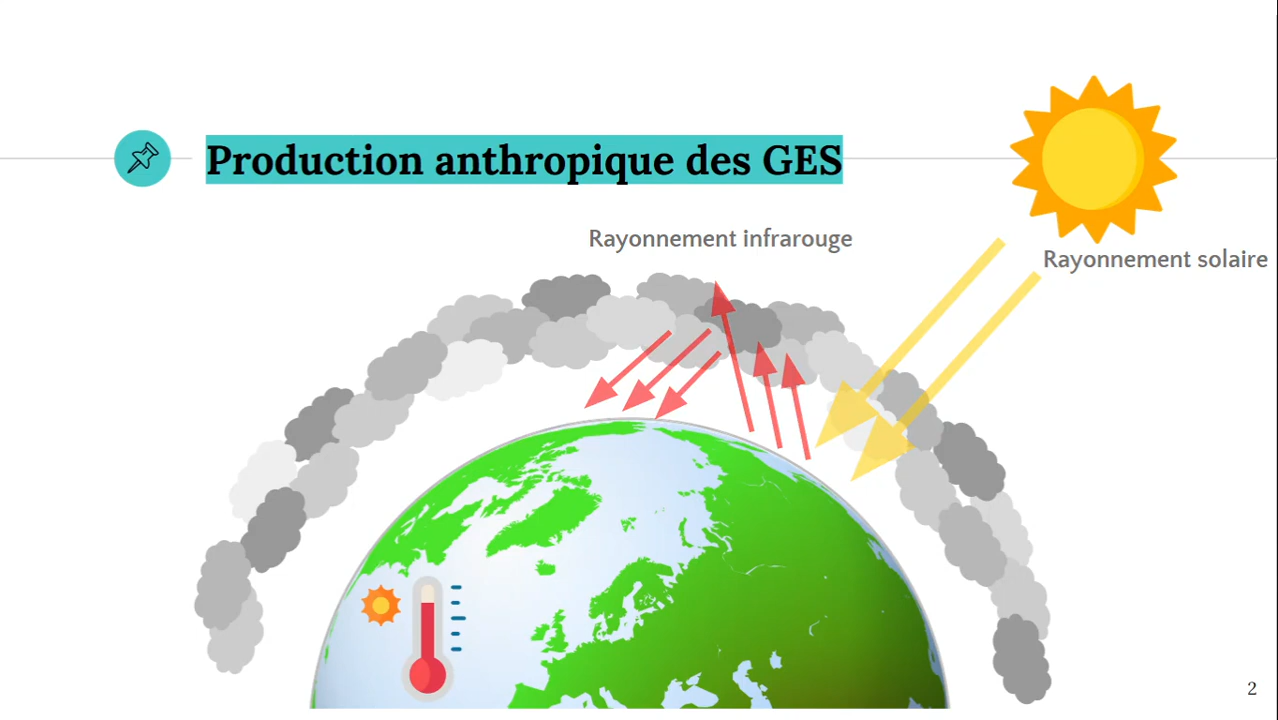 Production anthropique des GES
Rayonnement infrarouge
Rayonnement solaire
2